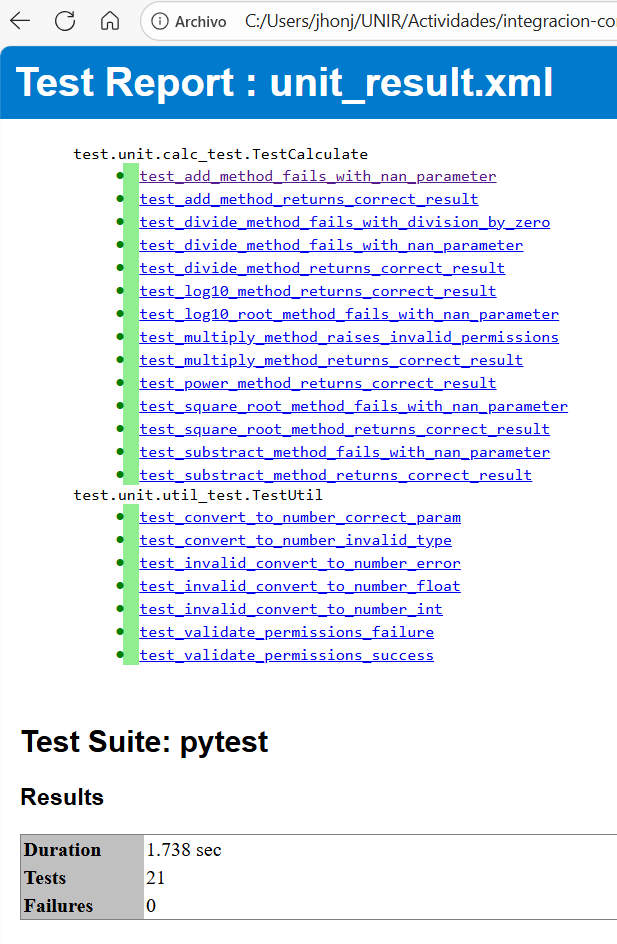 Archivo C:/Users/jhonj/UNIR/Actividades/integracion-co
Test Report : unit_result.xml
test.unit.calc_test.TestCalculate
test_add_method_fails_with_nan_parameter
test_add_method_returns_correct_result
test_divide_method_fails_with_division_by_zero
test_divide_method_fails_with_nan_parameter
test_divide_method_returns_correct_result
test_log10_method_returns_correct_result
test_log10_root_method_fails_with_nan_parameter
test_multiply_method_raises_invalid_permissions
test_multiply_method_returns_correct_result
test_power_method_returns_correct_result
test_square_root_method_fails_with_nan_parameter
test_square_root_method_returns_correct_result
test_substract_method_fails_with_nan_parameter
test_substract_method_returns_correct_result
test.unit.util_test.TestUtil
test_convert_to_number_correct_param
test_convert_to_number_invalid_type
test_invalid_convert_to_number_error
test_invalid_convert_to_number_float
test_invalid_convert_to_number_int
test_validate_permissions_failure
test_validate_permissions_success
Test Suite: pytest
Results
Duration 1.738 sec
Tests 21
Failures 0